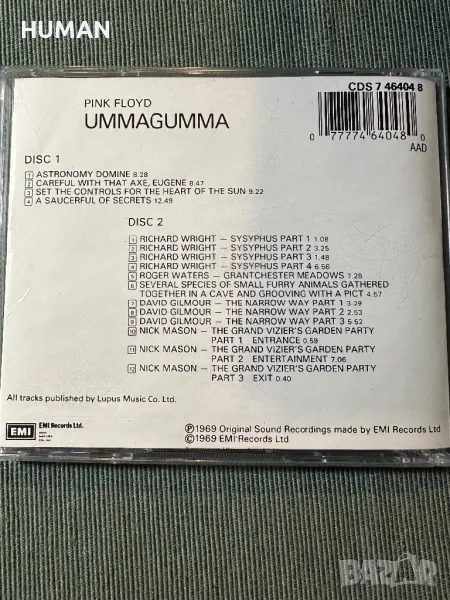 HUMAN
PINK FLOYD
UMMAGUMMA
CDS 7 46404 8
0 77774 64048 0
AAD
DISC 1
1 ASTRONOMY DOMINE 8.28
2 CAREFUL WITH THAT AXE, EUGENE 8.47
3 SET THE CONTROLS FOR THE HEART OF THE SUN 9.22
4 A SAUCERFUL OF SECRETS 12.49
DISC 2
1 RICHARD WRIGHT – SYSYPHUS PART 1 1.08
2 RICHARD WRIGHT – SYSYPHUS PART 2 3.25
3 RICHARD WRIGHT – SYSYPHUS PART 3 1.48
4 RICHARD WRIGHT – SYSYPHUS PART 4 6.56
5 ROGER WATERS – GRANTCHESTER MEADOWS 7.28
6 SEVERAL SPECIES OF SMALL FURRY ANIMALS GATHERED
TOGETHER IN A CAVE AND GROOVING WITH A PICT 4.57
7 DAVID GILMOUR – THE NARROW WAY PART 1 3.29
8 DAVID GILMOUR – THE NARROW WAY PART 2 2.53
9 DAVID GILMOUR – THE NARROW WAY PART 3 5.52
10 NICK MASON – THE GRAND VIZIER'S GARDEN PARTY
PART 1 ENTRANCE 0.59
11 NICK MASON – THE GRAND VIZIER'S GARDEN PARTY
PART 2 ENTERTAINMENT 7.06
12 NICK MASON – THE GRAND VIZIER'S GARDEN PARTY
PART 3 EXIT 0.40
All tracks published by Lupus Music Co. Ltd.
EMI EMI Records Ltd.
℗1969 Original Sound Recordings made by EMI Records Ltd
©1969 EMI Records Ltd
BAZAR.bg